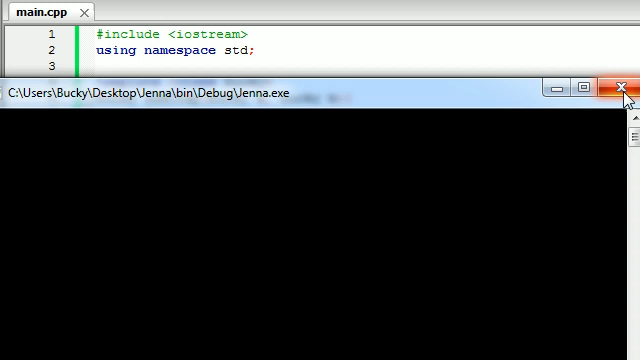 main.cpp
1 #include <iostream>
2 using namespace std;
3
C:\Users\Bucky\Desktop\Jenna\bin\Debug\Jenna.exe